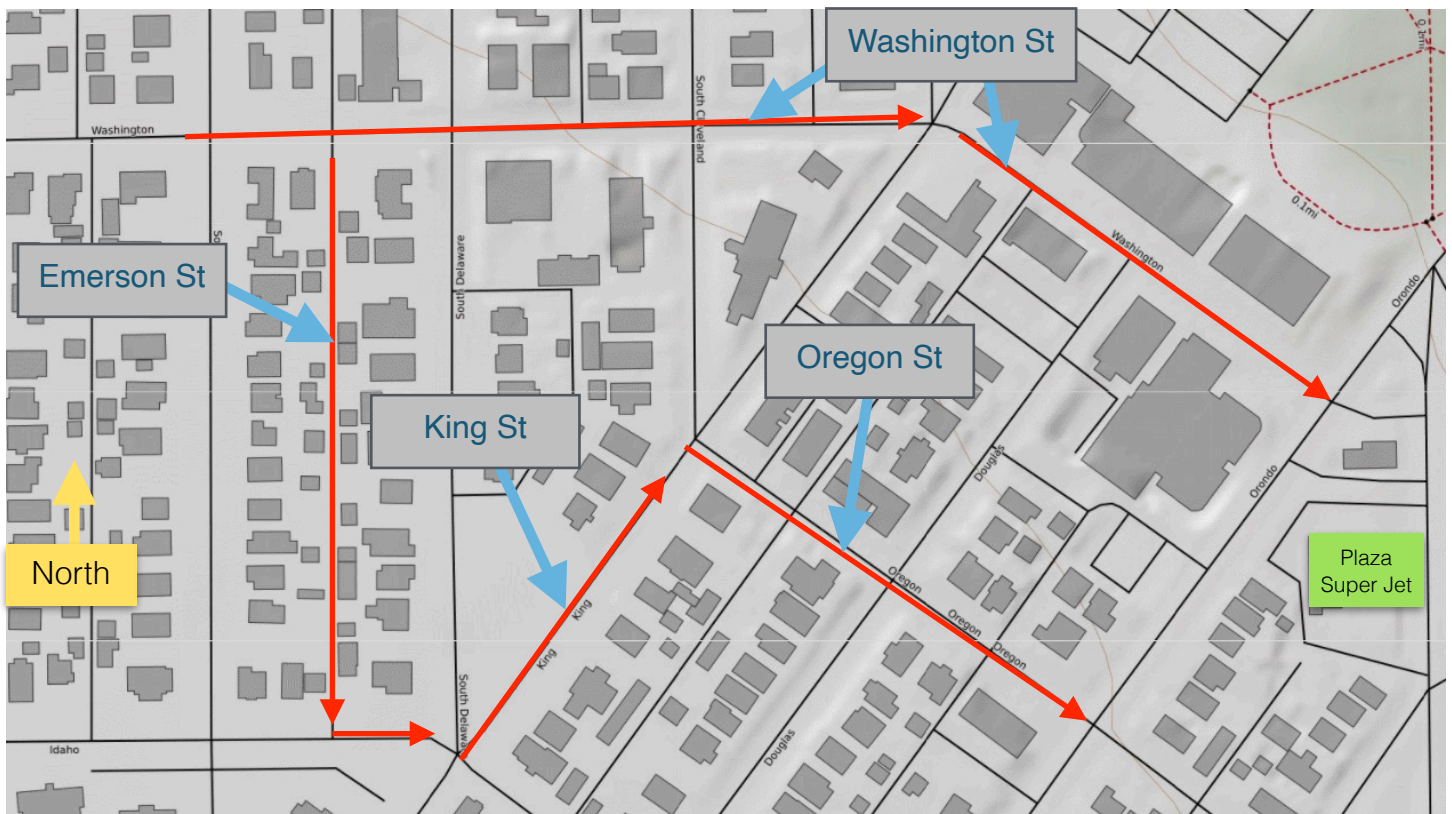 Washington St
0.1mi
Washington
South Cleveland
0.1mi
Washington
So
Emerson St
South Delaware
Orondo
Oregon St
King St
Douglas
Orondo
North
Plaza
Super Jet
Oregon
King
Oregon
Oregon
King
South Delaware
Douglas
Idaho